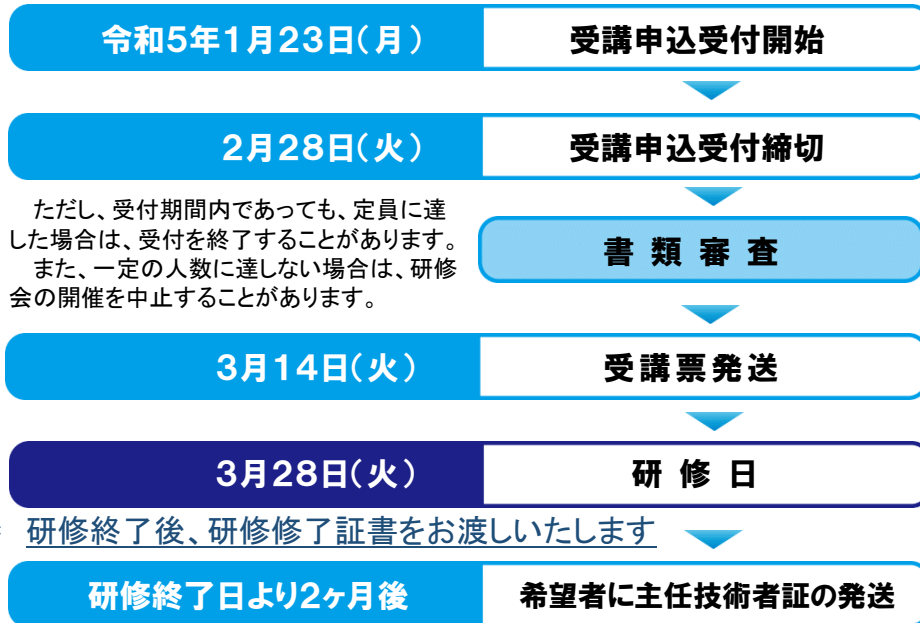 令和5年1月23日(月) 受講申込受付開始
2月28日(火) 受講申込受付締切
ただし、受付期間内であっても、定員に達
した場合は、受付を終了することがあります。
また、一定の人数に達しない場合は、研修
会の開催を中止することがあります。
書類審査
3月14日(火) 受講票発送
3月28日(火) 研修日
研修終了後、研修修了証書をお渡しいたします
研修終了日より2ヶ月後 希望者に主任技術者証の発送